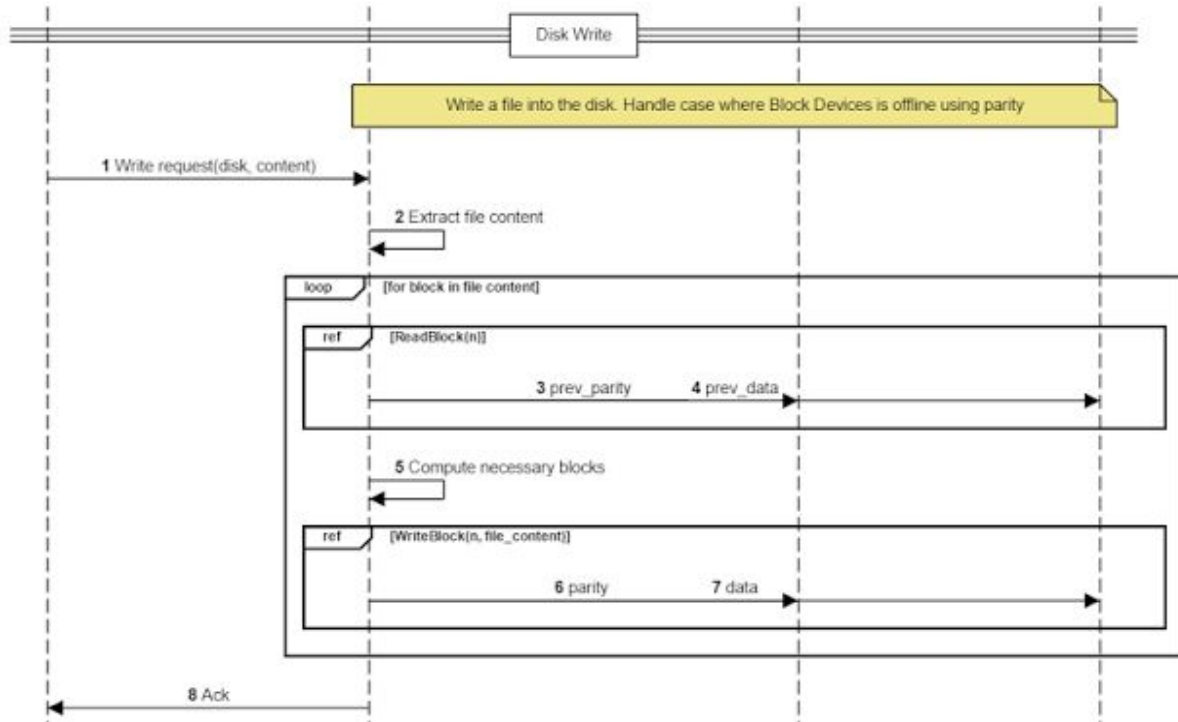 Disk Write
Write a file into the disk. Handle case where Block Devices is offline using parity
1 Write request(disk, content)
2 Extract file content
loop [for block in file content]
ref [ReadBlock(n)]
3 prev_parity 4 prev_data
5 Compute necessary blocks
ref [WriteBlock(n, file_content)]
6 parity 7 data
8 Ack